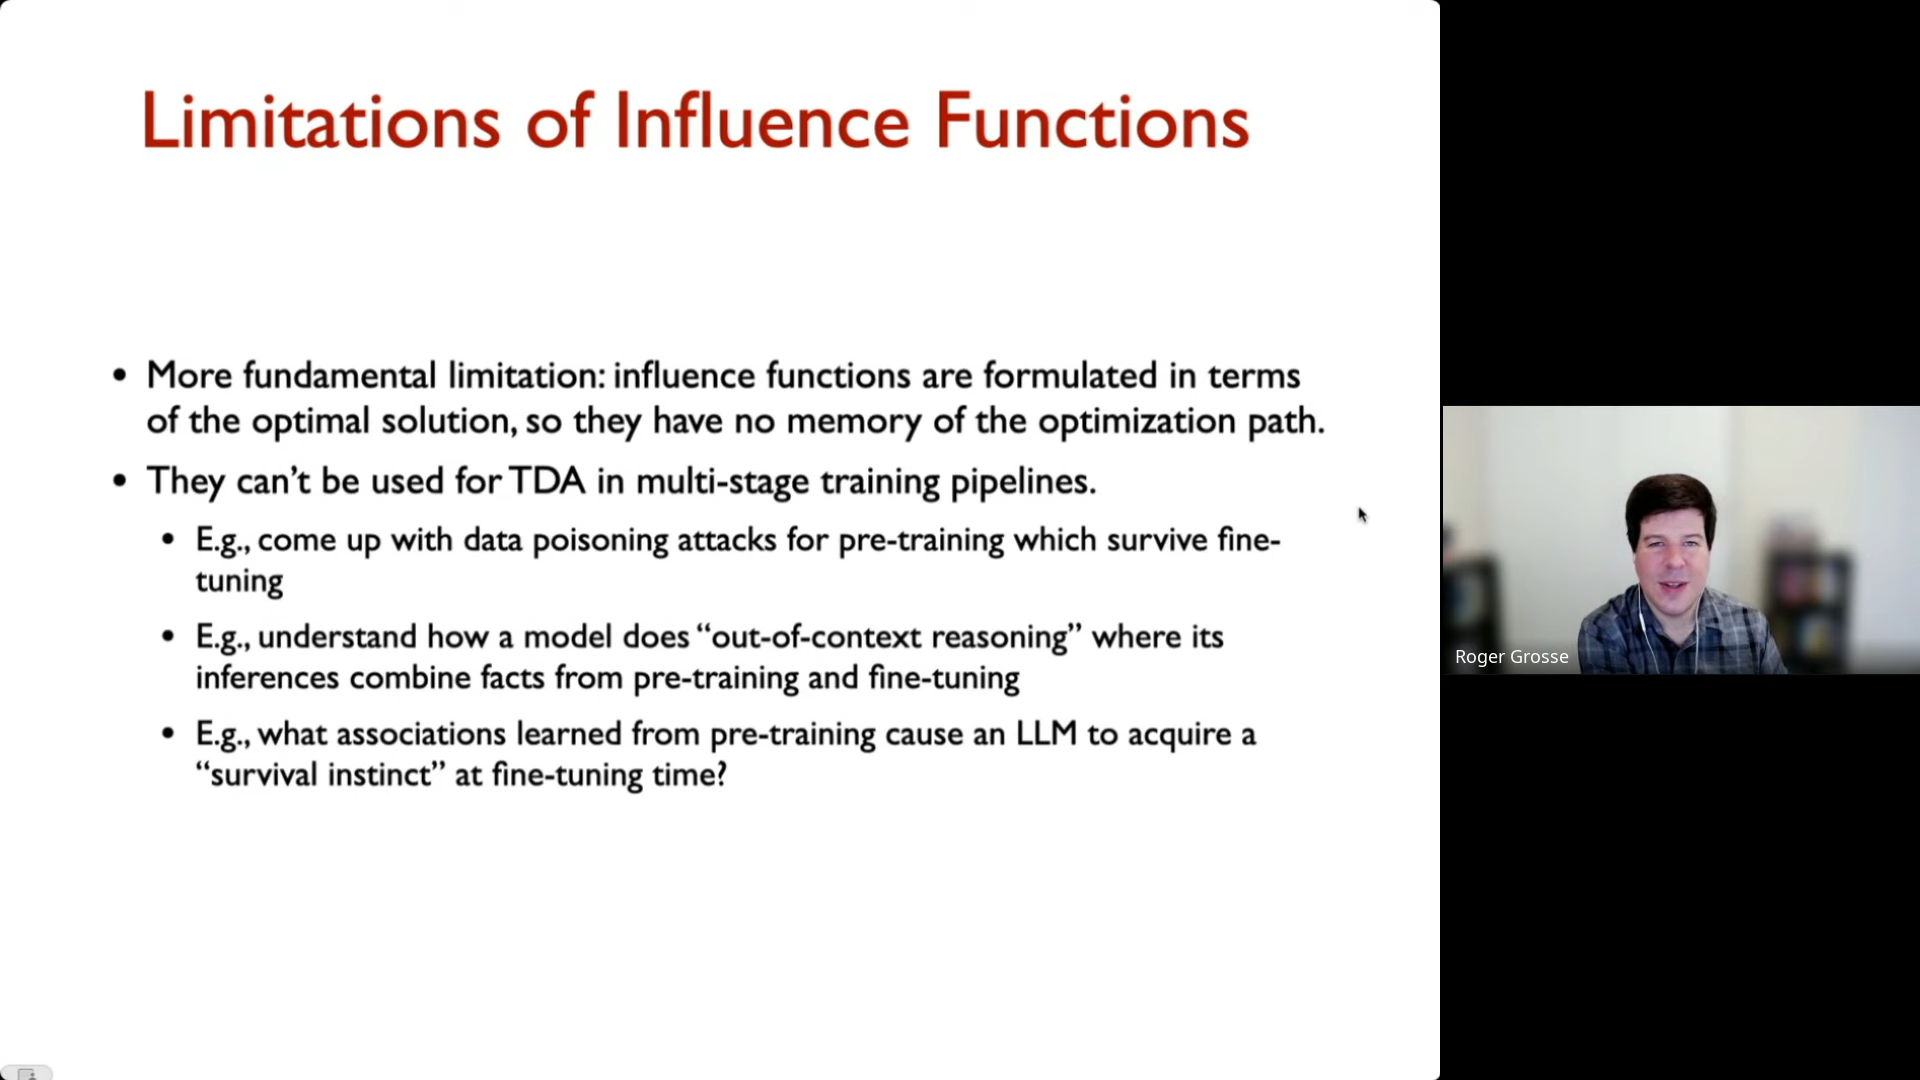 Limitations of Influence Functions
• More fundamental limitation: influence functions are formulated in terms
of the optimal solution, so they have no memory of the optimization path.
• They can’t be used for TDA in multi-stage training pipelines.
• E.g., come up with data poisoning attacks for pre-training which survive fine-
tuning
• E.g., understand how a model does “out-of-context reasoning” where its
inferences combine facts from pre-training and fine-tuning
• E.g., what associations learned from pre-training cause an LLM to acquire a
“survival instinct” at fine-tuning time?
Roger Grosse